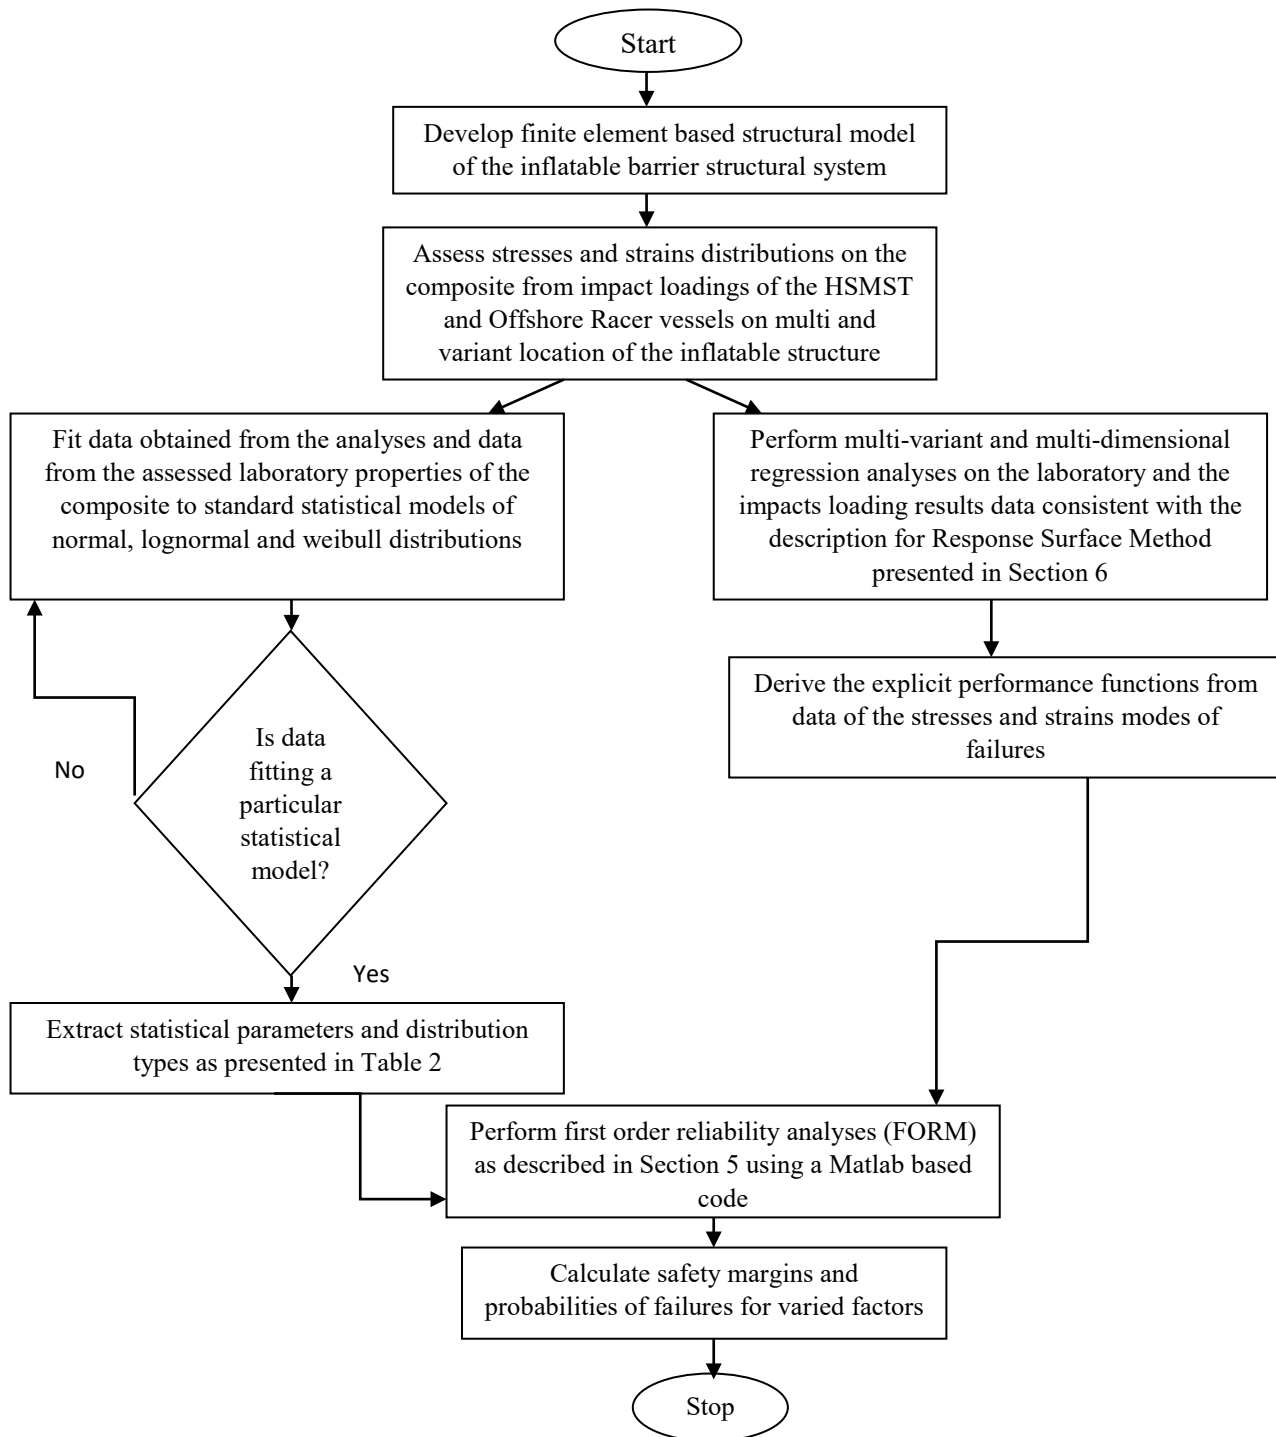 Start
Develop finite element based structural model
of the inflatable barrier structural system
Assess stresses and strains distributions on the
composite from impact loadings of the HSMST
and Offshore Racer vessels on multi and
variant location of the inflatable structure
Fit data obtained from the analyses and data
from the assessed laboratory properties of the
composite to standard statistical models of
normal, lognormal and weibull distributions
Perform multi-variant and multi-dimensional
regression analyses on the laboratory and the
impacts loading results data consistent with the
description for Response Surface Method
presented in Section 6
Derive the explicit performance functions from
data of the stresses and strains modes of
failures
Is data
fitting a
particular
statistical
model?
No
Yes
Extract statistical parameters and distribution
types as presented in Table 2
Perform first order reliability analyses (FORM)
as described in Section 5 using a Matlab based
code
Calculate safety margins and
probabilities of failures for varied factors
Stop